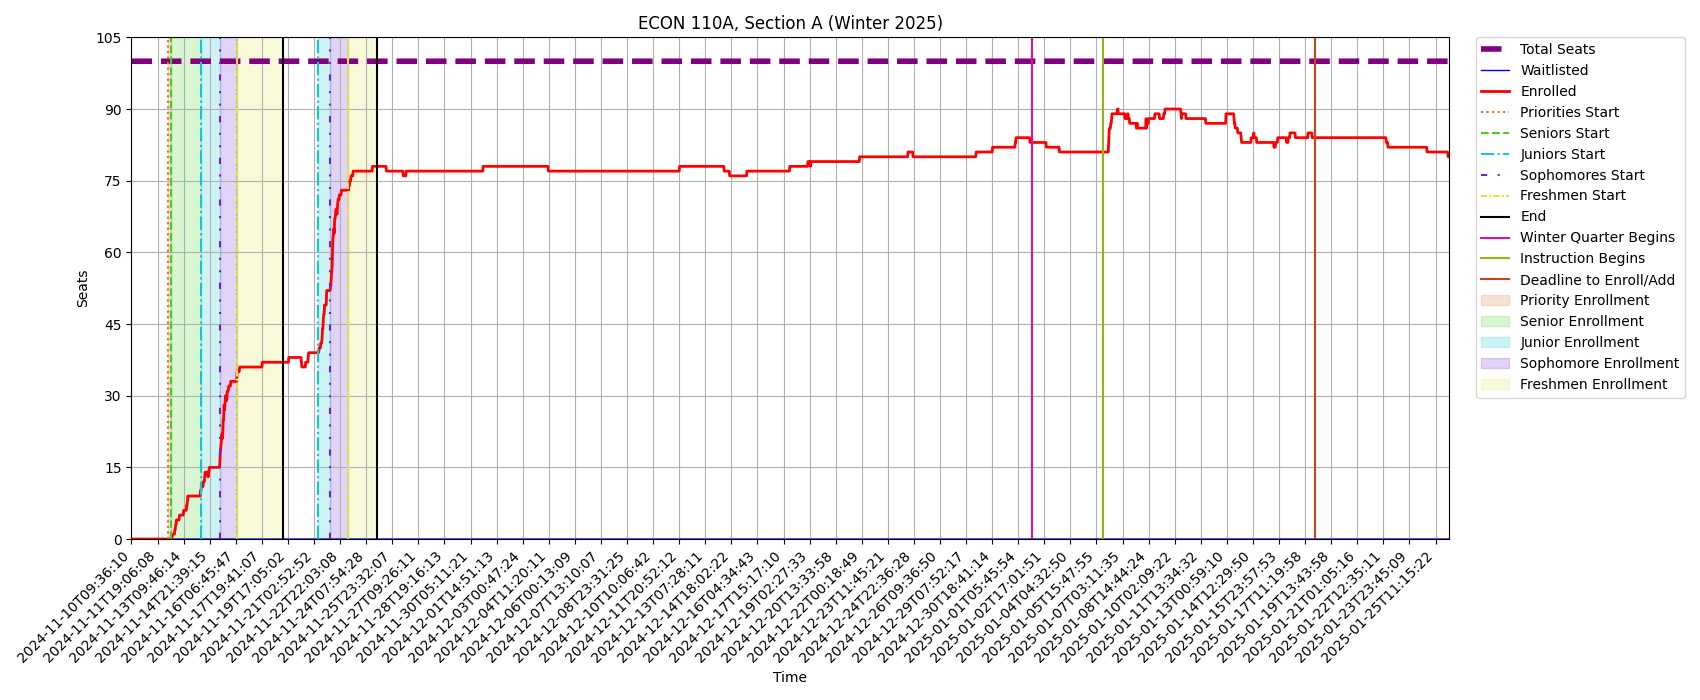 ECON 110A, Section A (Winter 2025)
105
90
75
60
45
30
15
0
Seats
2024-11-10T09:36:10
2024-11-11T19:06:08
2024-11-13T09:46:14
2024-11-14T21:39:15
2024-11-16T06:45:47
2024-11-17T19:41:07
2024-11-19T17:05:02
2024-11-21T02:52:52
2024-11-22T22:03:08
2024-11-24T07:54:28
2024-11-25T23:32:07
2024-11-27T09:26:11
2024-11-28T19:16:13
2024-11-30T05:11:21
2024-12-01T14:51:13
2024-12-03T00:47:24
2024-12-04T11:20:11
2024-12-06T00:13:09
2024-12-07T13:10:07
2024-12-08T23:31:25
2024-12-10T10:06:42
2024-12-11T20:52:12
2024-12-13T07:28:11
2024-12-14T18:02:22
2024-12-16T04:34:43
2024-12-17T15:17:10
2024-12-19T02:27:33
2024-12-20T13:33:58
2024-12-22T00:18:49
2024-12-23T11:45:21
2024-12-24T22:36:28
2024-12-26T09:36:50
2024-12-29T07:52:17
2024-12-30T18:41:14
2025-01-01T05:45:54
2025-01-02T17:01:51
2025-01-04T04:32:50
2025-01-05T15:47:55
2025-01-07T03:11:35
2025-01-08T14:44:24
2025-01-10T02:09:22
2025-01-11T13:34:32
2025-01-13T00:59:10
2025-01-14T12:29:50
2025-01-15T23:57:53
2025-01-17T11:19:58
2025-01-19T13:43:58
2025-01-21T01:05:16
2025-01-22T12:35:11
2025-01-23T23:45:09
2025-01-25T11:15:22
Time
Total Seats
Waitlisted
Enrolled
Priorities Start
Seniors Start
Juniors Start
Sophomores Start
Freshmen Start
End
Winter Quarter Begins
Instruction Begins
Deadline to Enroll/Add
Priority Enrollment
Senior Enrollment
Junior Enrollment
Sophomore Enrollment
Freshmen Enrollment